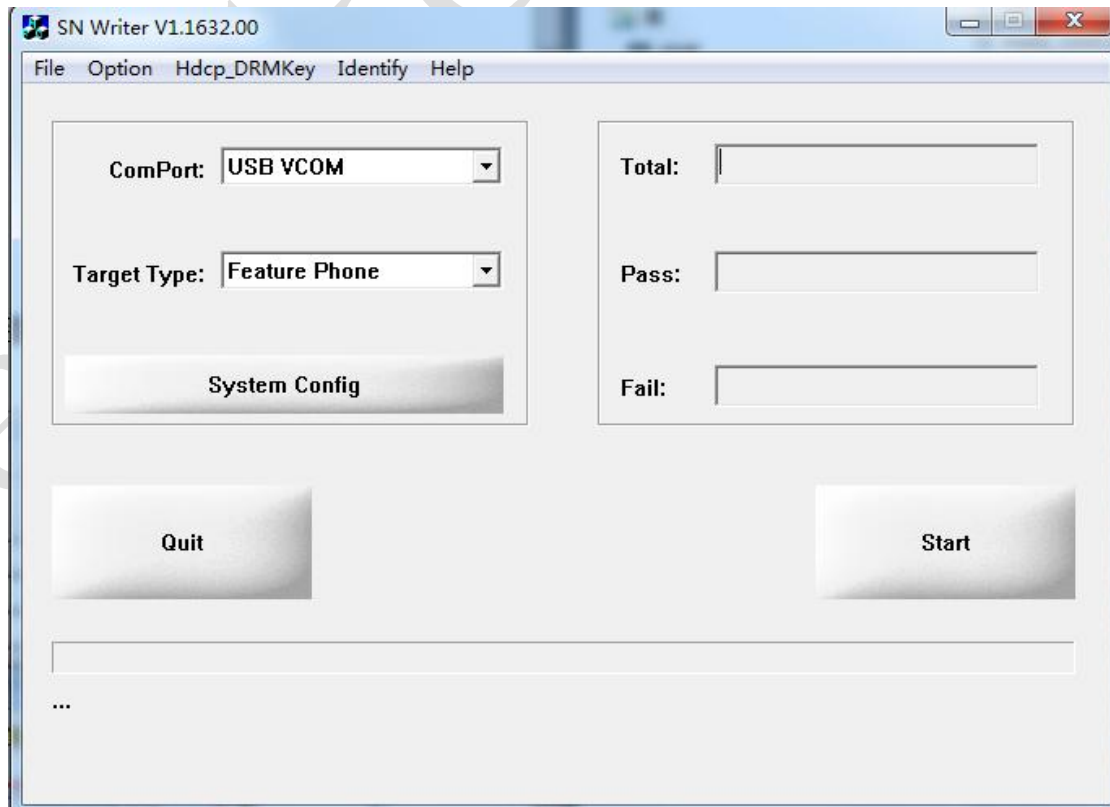 SN Writer V1.1632.00
File Option Hdcp_DRMKey Identify Help
ComPort: USB VCOM
Target Type: Feature Phone
System Config
Total:
Pass:
Fail:
Quit
Start
...